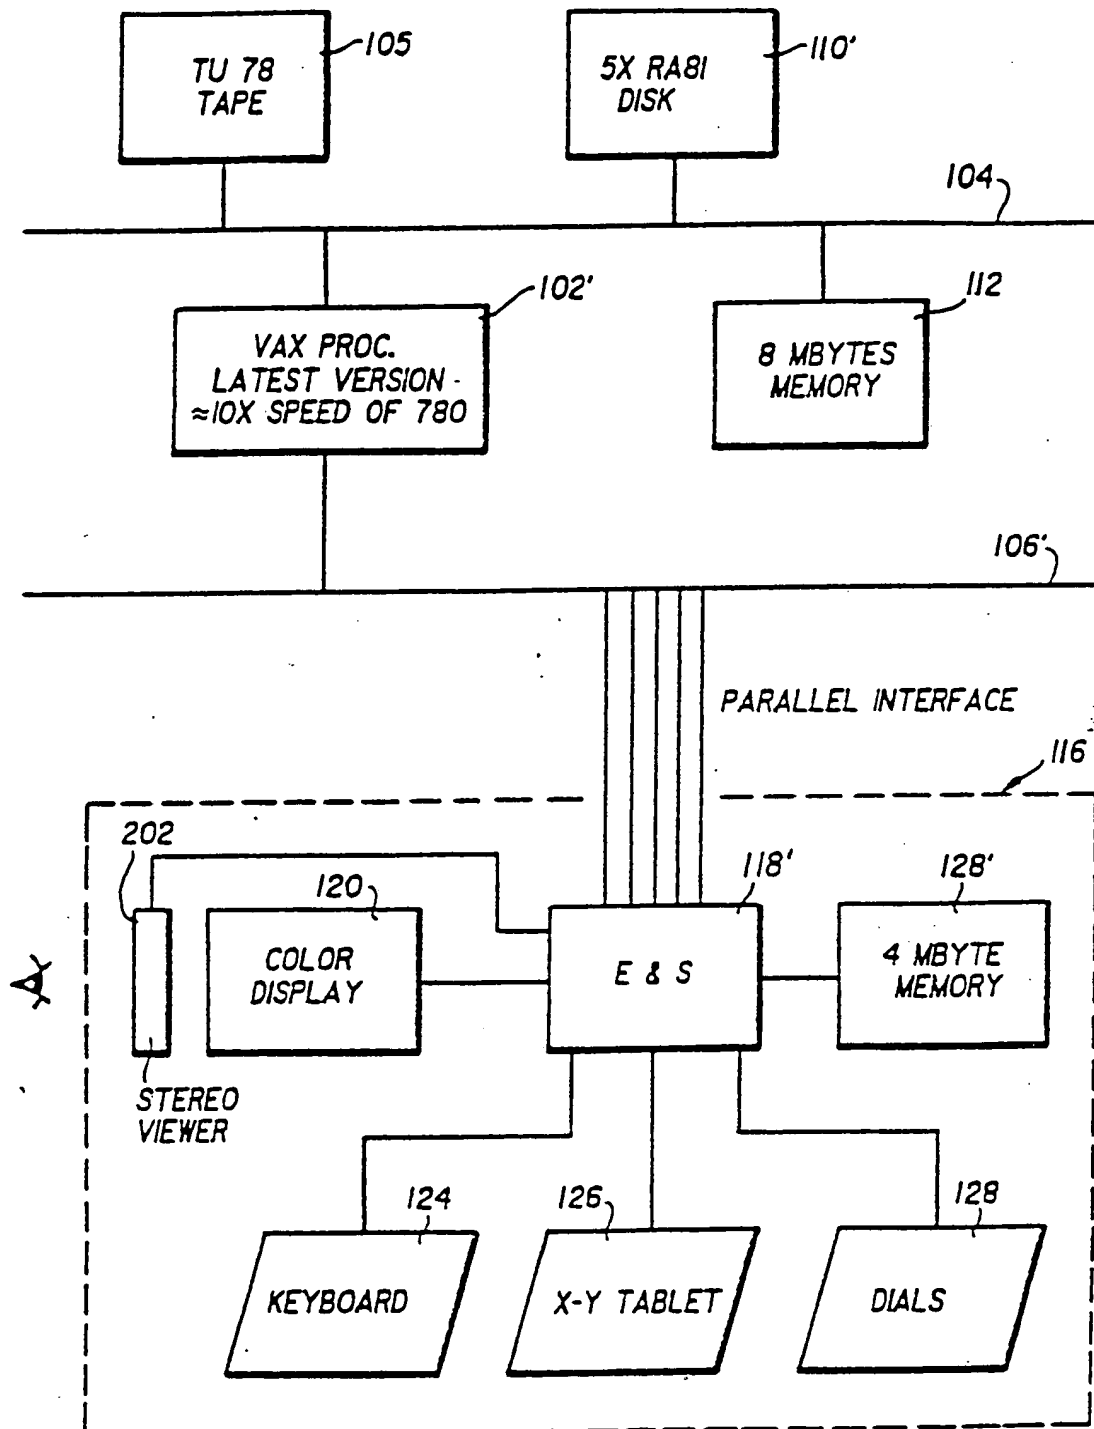 TU 78
TAPE
105
5X RA81
DISK
110'
104
VAX PROC.
LATEST VERSION -
≈10X SPEED OF 780
102'
8 MBYTES
MEMORY
112
106'
PARALLEL INTERFACE
116
202
STEREO
VIEWER
120
COLOR
DISPLAY
118'
E & S
128'
4 MBYTE
MEMORY
124
KEYBOARD
126
X-Y TABLET
128
DIALS